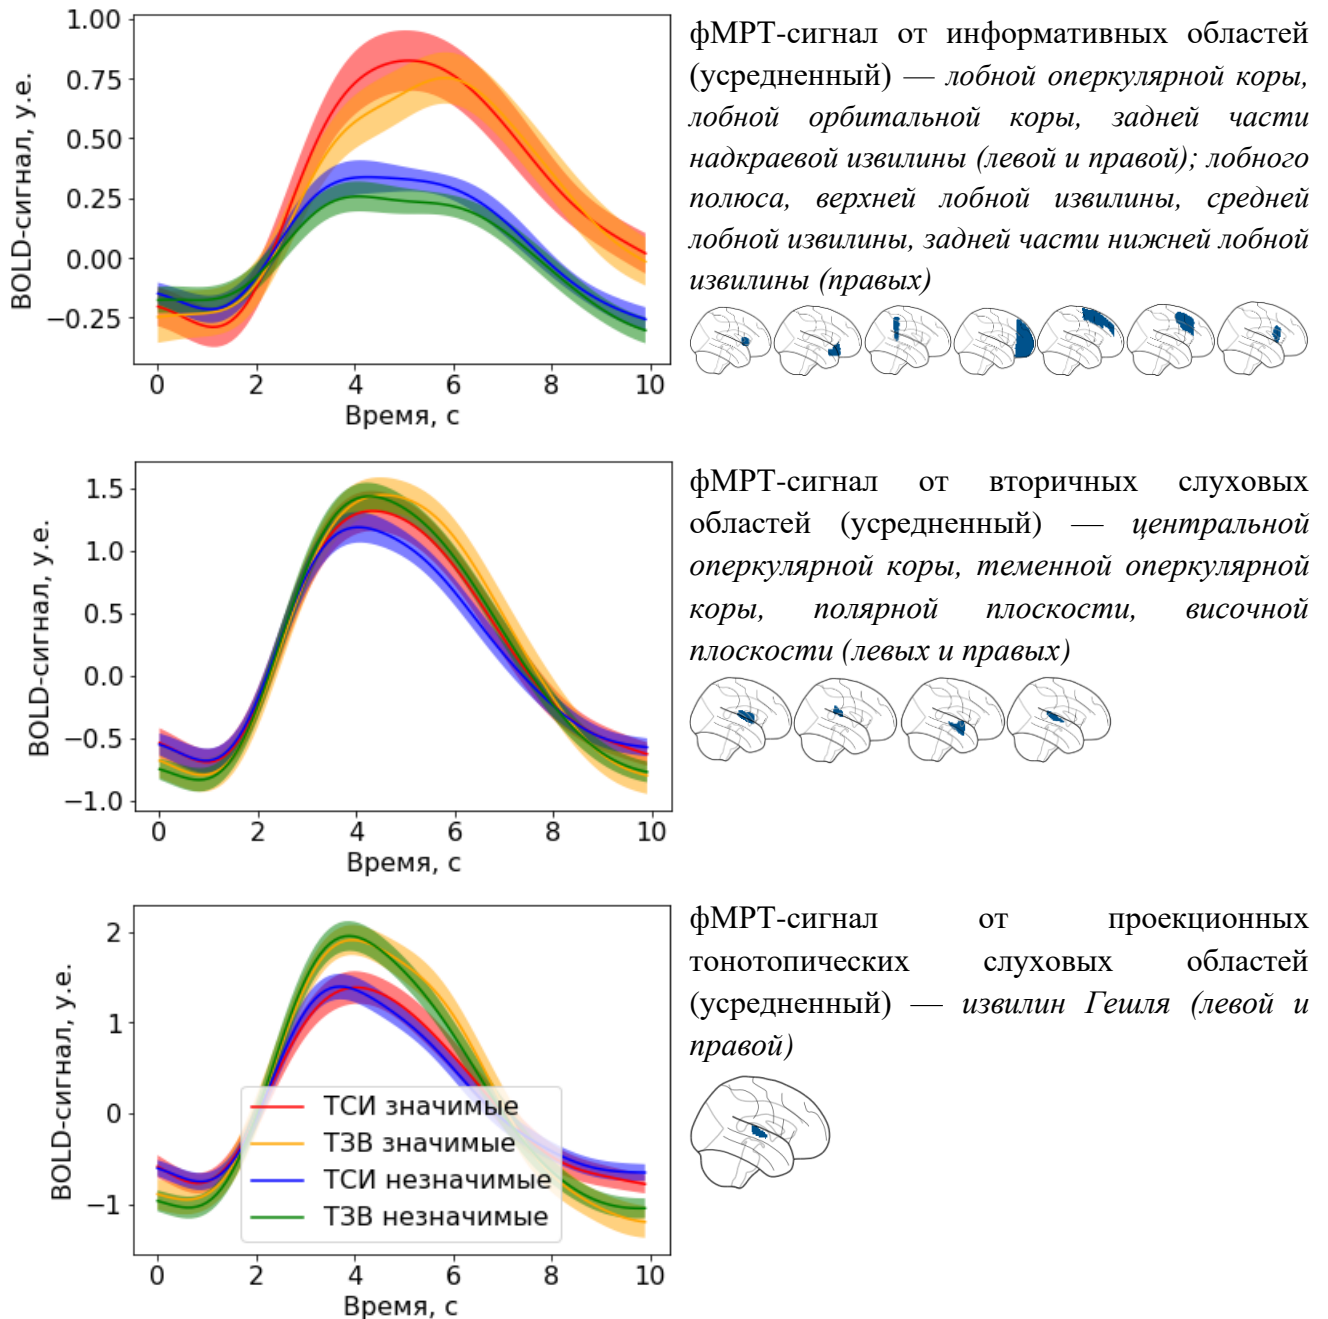 1.00
0.75
0.50
0.25
0.00
−0.25
BOLD-сигнал, у.е.
0 2 4 6 8 10
Время, с
фМРТ-сигнал от информативных областей
(усредненный) — лобной оперкулярной коры,
лобной орбитальной коры, задней части
надкраевой извилины (левой и правой); лобного
полюса, верхней лобной извилины, средней
лобной извилины, задней части нижней лобной
извилины (правых)
1.5
1.0
0.5
0.0
−0.5
−1.0
BOLD-сигнал, у.е.
0 2 4 6 8 10
Время, с
фМРТ-сигнал от вторичных слуховых
областей (усредненный) — центральной
оперкулярной коры, теменной оперкулярной
коры, полярной плоскости, височной
плоскости (левых и правых)
2
1
0
−1
BOLD-сигнал, у.е.
ТСИ значимые
ТЗВ значимые
ТСИ незначимые
ТЗВ незначимые
0 2 4 6 8 10
Время, с
фМРТ-сигнал от проекционных
тонотопических слуховых областей
(усредненный) — извилин Гешля (левой и
правой)